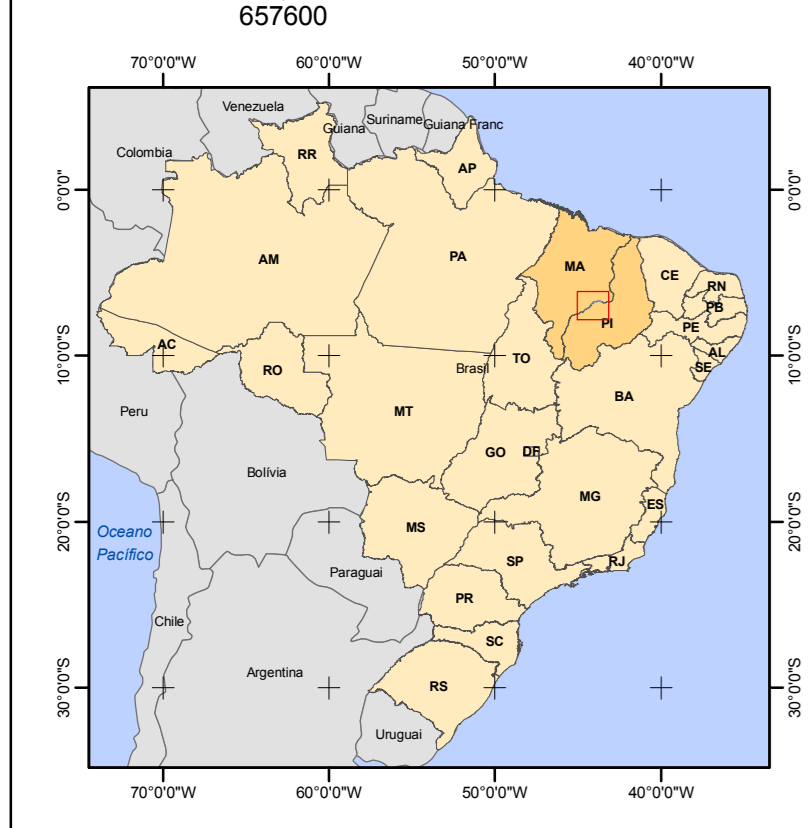 657600
70°0'0"W 60°0'0"W 50°0'0"W 40°0'0"W
Venezuela
Guiana
Suriname
Guiana Franc
Colombia
RR
AP
0°0'0"
0°0'0"
AM
PA
MA
CE
RN
PB
PI
PE
AL
SE
AC
RO
TO
Brasil
10°0'0"S
10°0'0"S
BA
Peru
MT
Bolívia
GO
DF
MG
ES
MS
20°0'0"S
20°0'0"S
Oceano
Pacífico
SP
RJ
Paraguai
PR
Chile
SC
Argentina
RS
30°0'0"S
30°0'0"S
Uruguai
70°0'0"W 60°0'0"W 50°0'0"W 40°0'0"W